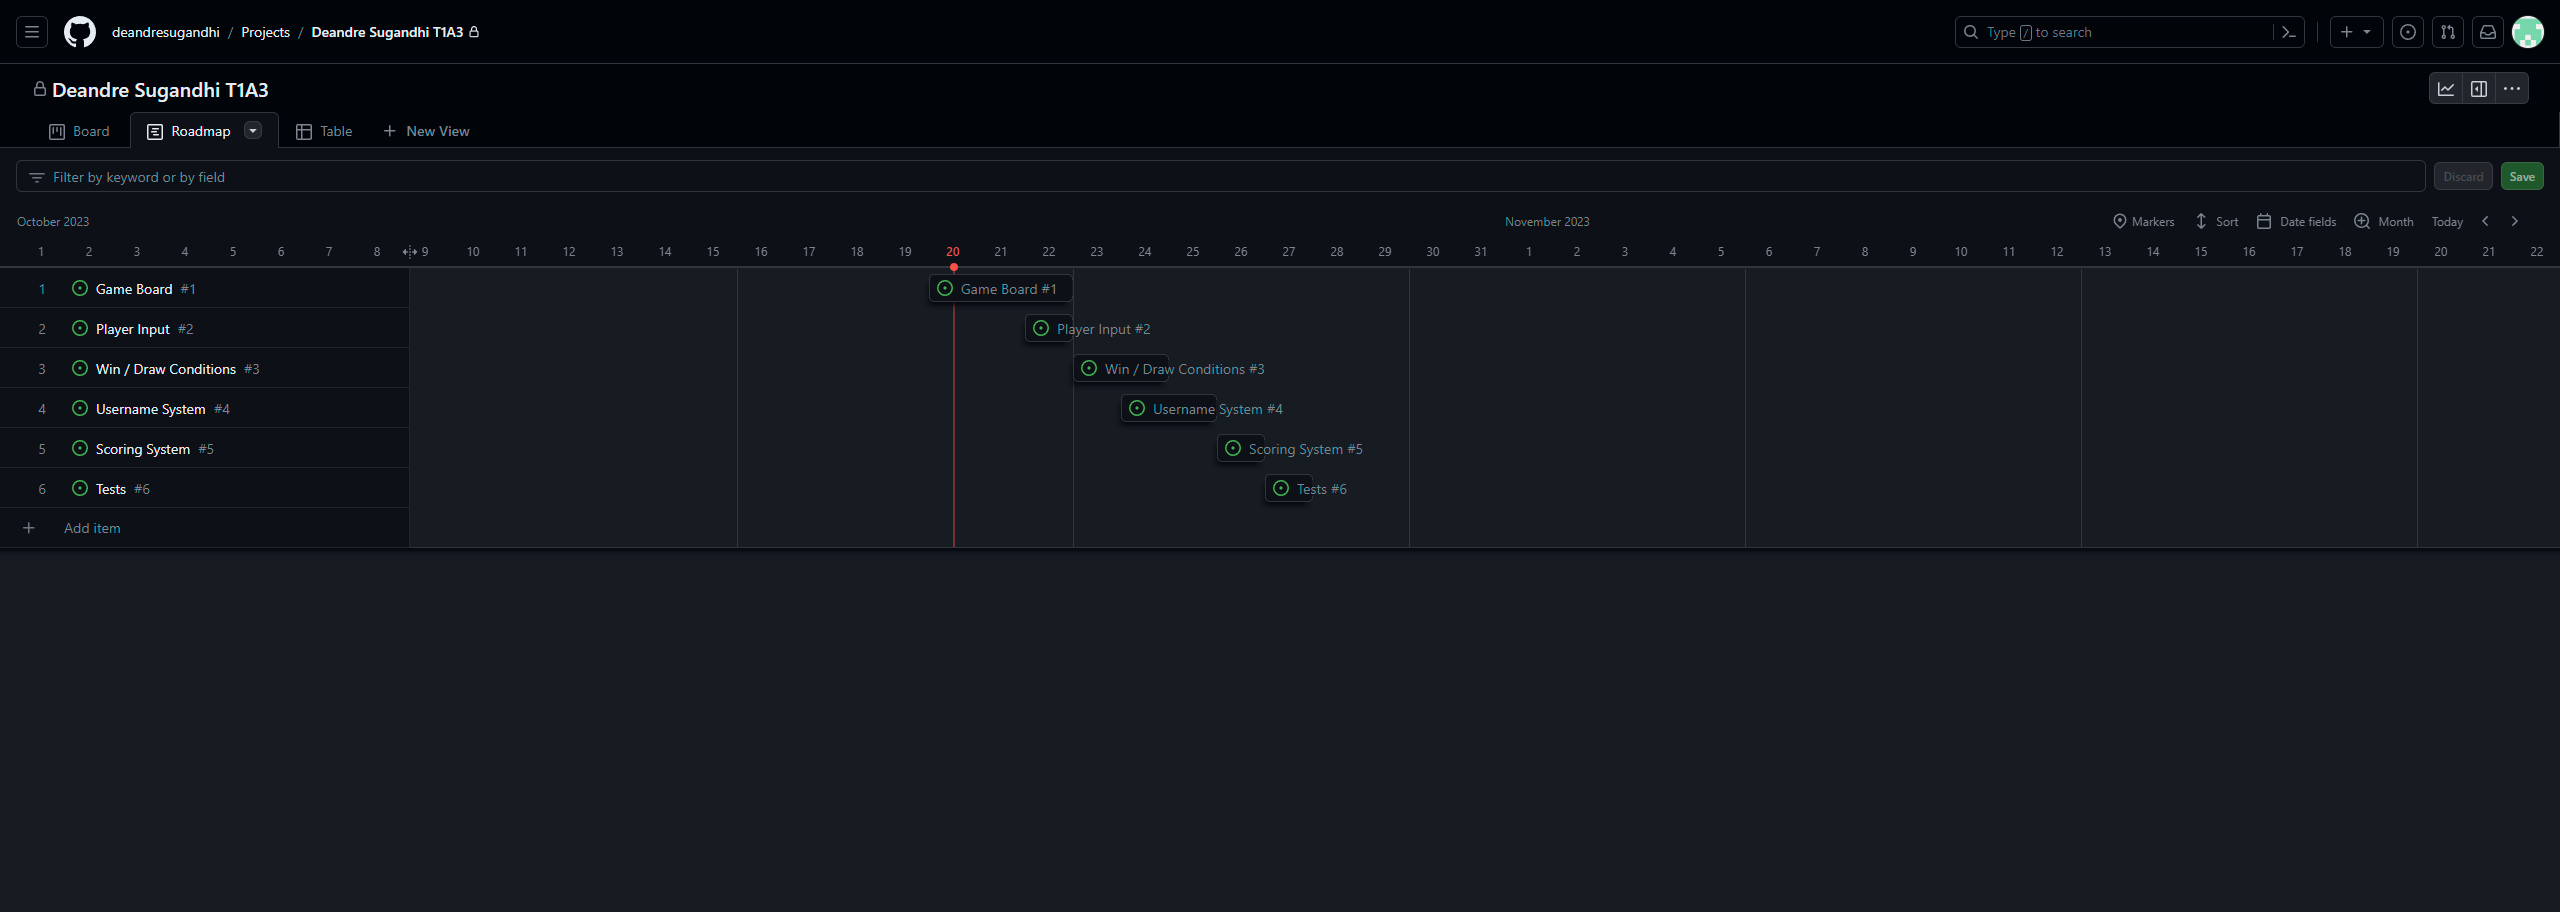 deandresugandhi / Projects / Deandre Sugandhi T1A3
Type / to search
Deandre Sugandhi T1A3
Board Roadmap Table New View
Filter by keyword or by field
Discard Save
October 2023 November 2023 Markers Sort Date fields Month Today
1 2 3 4 5 6 7 8 9 10 11 12 13 14 15 16 17 18 19 20 21 22 23 24 25 26 27 28 29 30 31 1 2 3 4 5 6 7 8 9 10 11 12 13 14 15 16 17 18 19 20 21 22
1 Game Board #1 Game Board #1
2 Player Input #2 Player Input #2
3 Win / Draw Conditions #3 Win / Draw Conditions #3
4 Username System #4 Username System #4
5 Scoring System #5 Scoring System #5
6 Tests #6 Tests #6
+ Add item